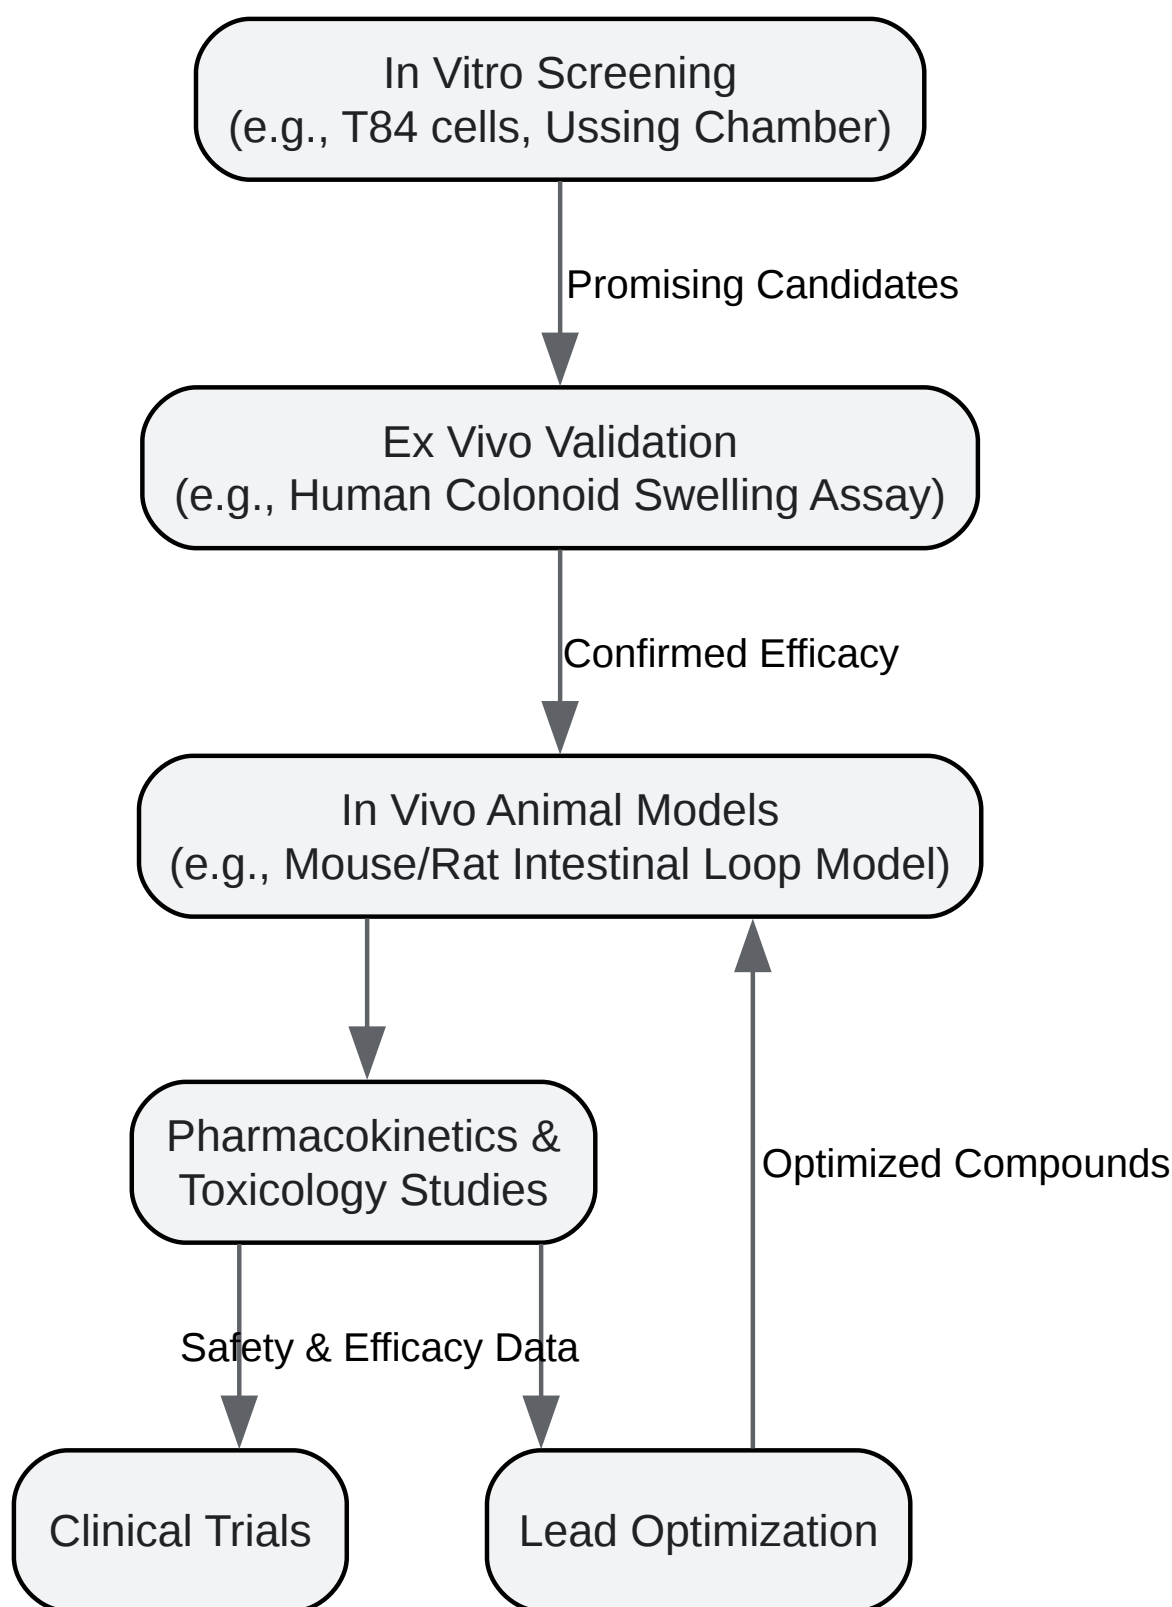 In Vitro Screening
(e.g., T84 cells, Ussing Chamber)
Promising Candidates
Ex Vivo Validation
(e.g., Human Colonoid Swelling Assay)
Confirmed Efficacy
In Vivo Animal Models
(e.g., Mouse/Rat Intestinal Loop Model)
Pharmacokinetics &
Toxicology Studies
Optimized Compounds
Safety & Efficacy Data
Clinical Trials
Lead Optimization